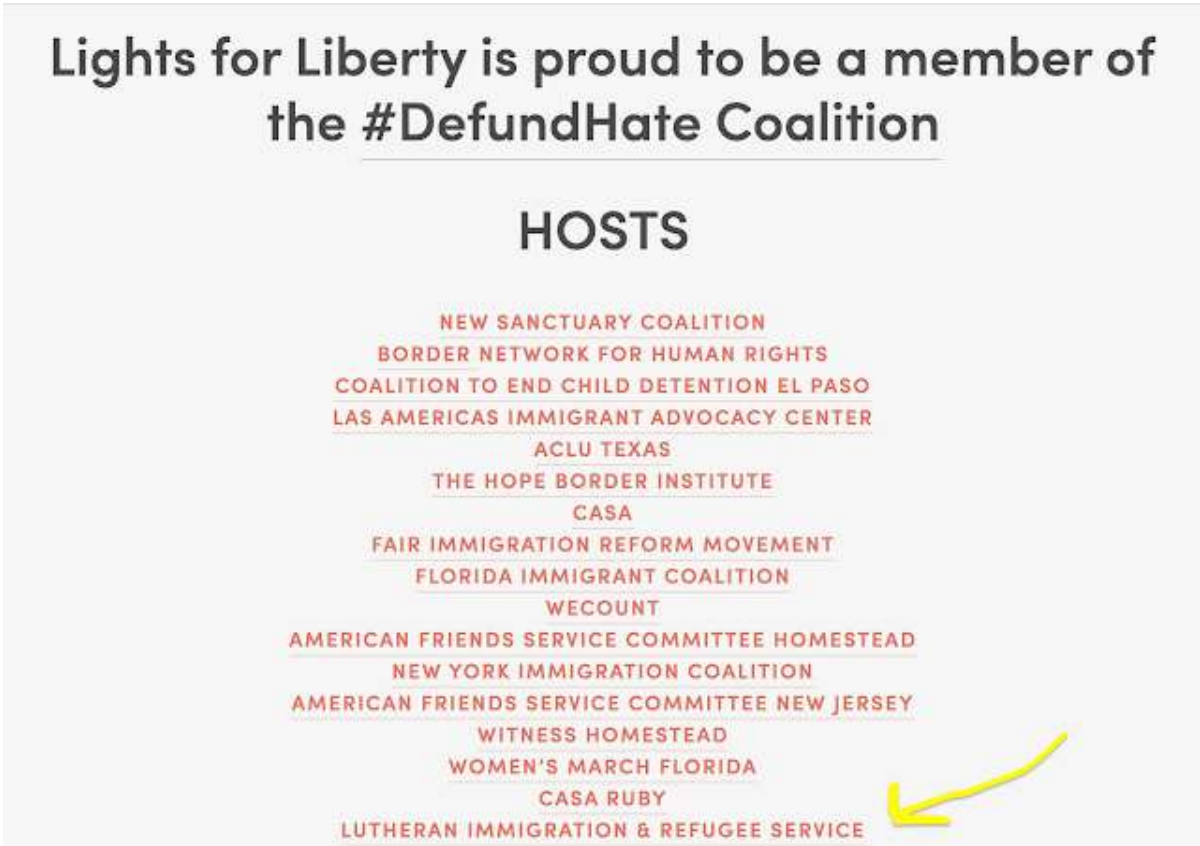 Lights for Liberty is proud to be a member of
the #DefundHate Coalition
HOSTS
NEW SANCTUARY COALITION
BORDER NETWORK FOR HUMAN RIGHTS
COALITION TO END CHILD DETENTION EL PASO
LAS AMERICAS IMMIGRANT ADVOCACY CENTER
ACLU TEXAS
THE HOPE BORDER INSTITUTE
CASA
FAIR IMMIGRATION REFORM MOVEMENT
FLORIDA IMMIGRANT COALITION
WECOUNT
AMERICAN FRIENDS SERVICE COMMITTEE HOMESTEAD
NEW YORK IMMIGRATION COALITION
AMERICAN FRIENDS SERVICE COMMITTEE NEW JERSEY
WITNESS HOMESTEAD
WOMEN'S MARCH FLORIDA
CASA RUBY
LUTHERAN IMMIGRATION & REFUGEE SERVICE